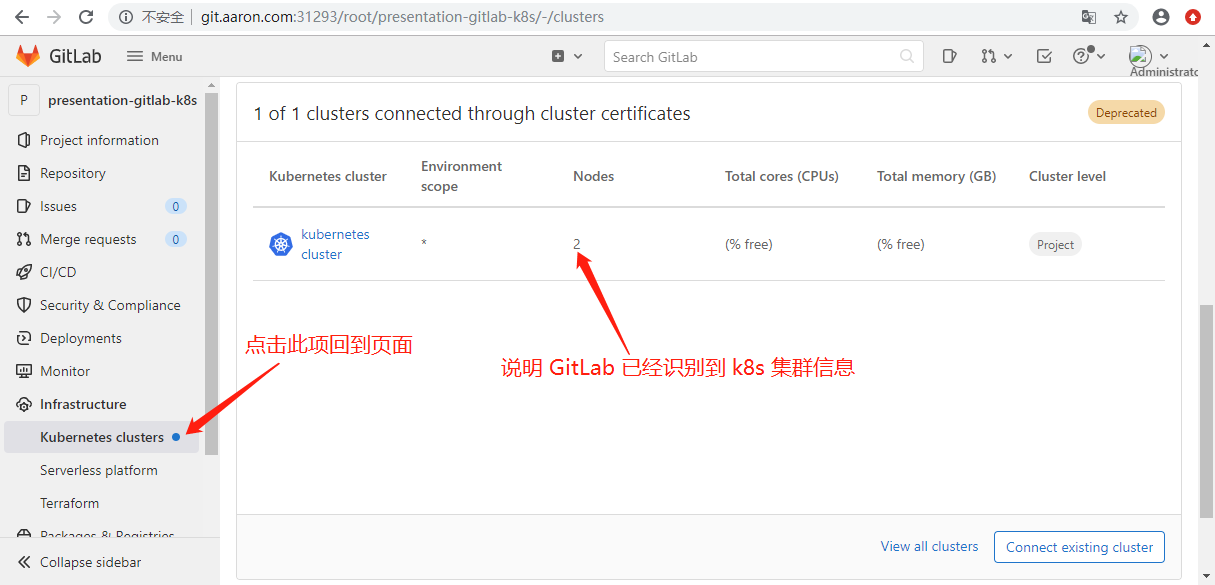 不安全
git.aaron.com:31293/root/presentation-gitlab-k8s/-/clusters
GitLab
Menu
Search GitLab
Administrato
P
presentation-gitlab-k8s
Project information
Repository
Issues 0
Merge requests 0
CI/CD
Security & Compliance
Deployments
Monitor
Infrastructure
Kubernetes clusters
Serverless platform
Terraform
Packages & Registries
Collapse sidebar
1 of 1 clusters connected through cluster certificates
Deprecated
Kubernetes cluster
Environment
scope
Nodes
Total cores (CPUs)
Total memory (GB)
Cluster level
kubernetes
cluster
*
2
(% free)
(% free)
Project
点击此项回到页面
说明 GitLab 已经识别到 k8s 集群信息
View all clusters
Connect existing cluster